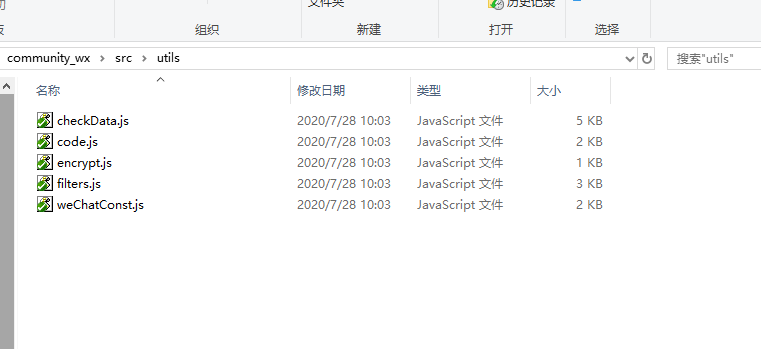 文件夹
历史记录
组织
新建
打开
选择
community_wx > src > utils
搜索"utils"
名称 修改日期 类型 大小
checkData.js 2020/7/28 10:03 JavaScript 文件 5 KB
code.js 2020/7/28 10:03 JavaScript 文件 2 KB
encrypt.js 2020/7/28 10:03 JavaScript 文件 1 KB
filters.js 2020/7/28 10:03 JavaScript 文件 3 KB
weChatConst.js 2020/7/28 10:03 JavaScript 文件 2 KB